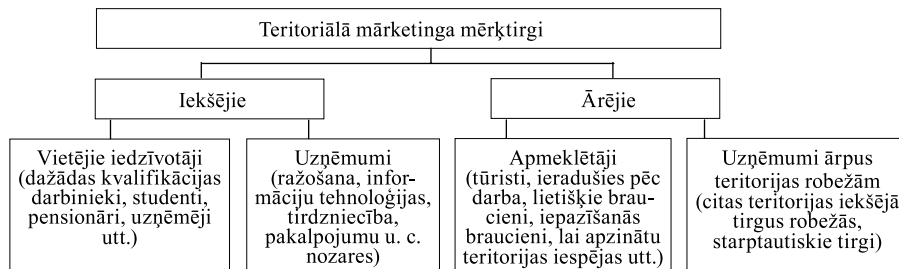 Teritoriālā mārketinga mērķtirgi
Iekšējie
Ārējie
Vietējie iedzīvotāji
(dažādas kvalifikācijas
darbinieki, studenti,
pensionāri, uzņēmēji
utt.)
Uzņēmumi
(ražošana, infor-
māciju tehnoloģijas,
tirdzniecība,
pakalpojumu u. c.
nozares)
Apmeklētāji
(tūristi, ieradušies pēc
darba, lietišķie brau-
cieni, iepazīšanās
braucieni, lai apzinātu
teritorijas iespējas utt.)
Uzņēmumi ārpus
teritorijas robežām
(citas teritorijas iekšējā
tirgus robežās,
starptautiskie tirgi)